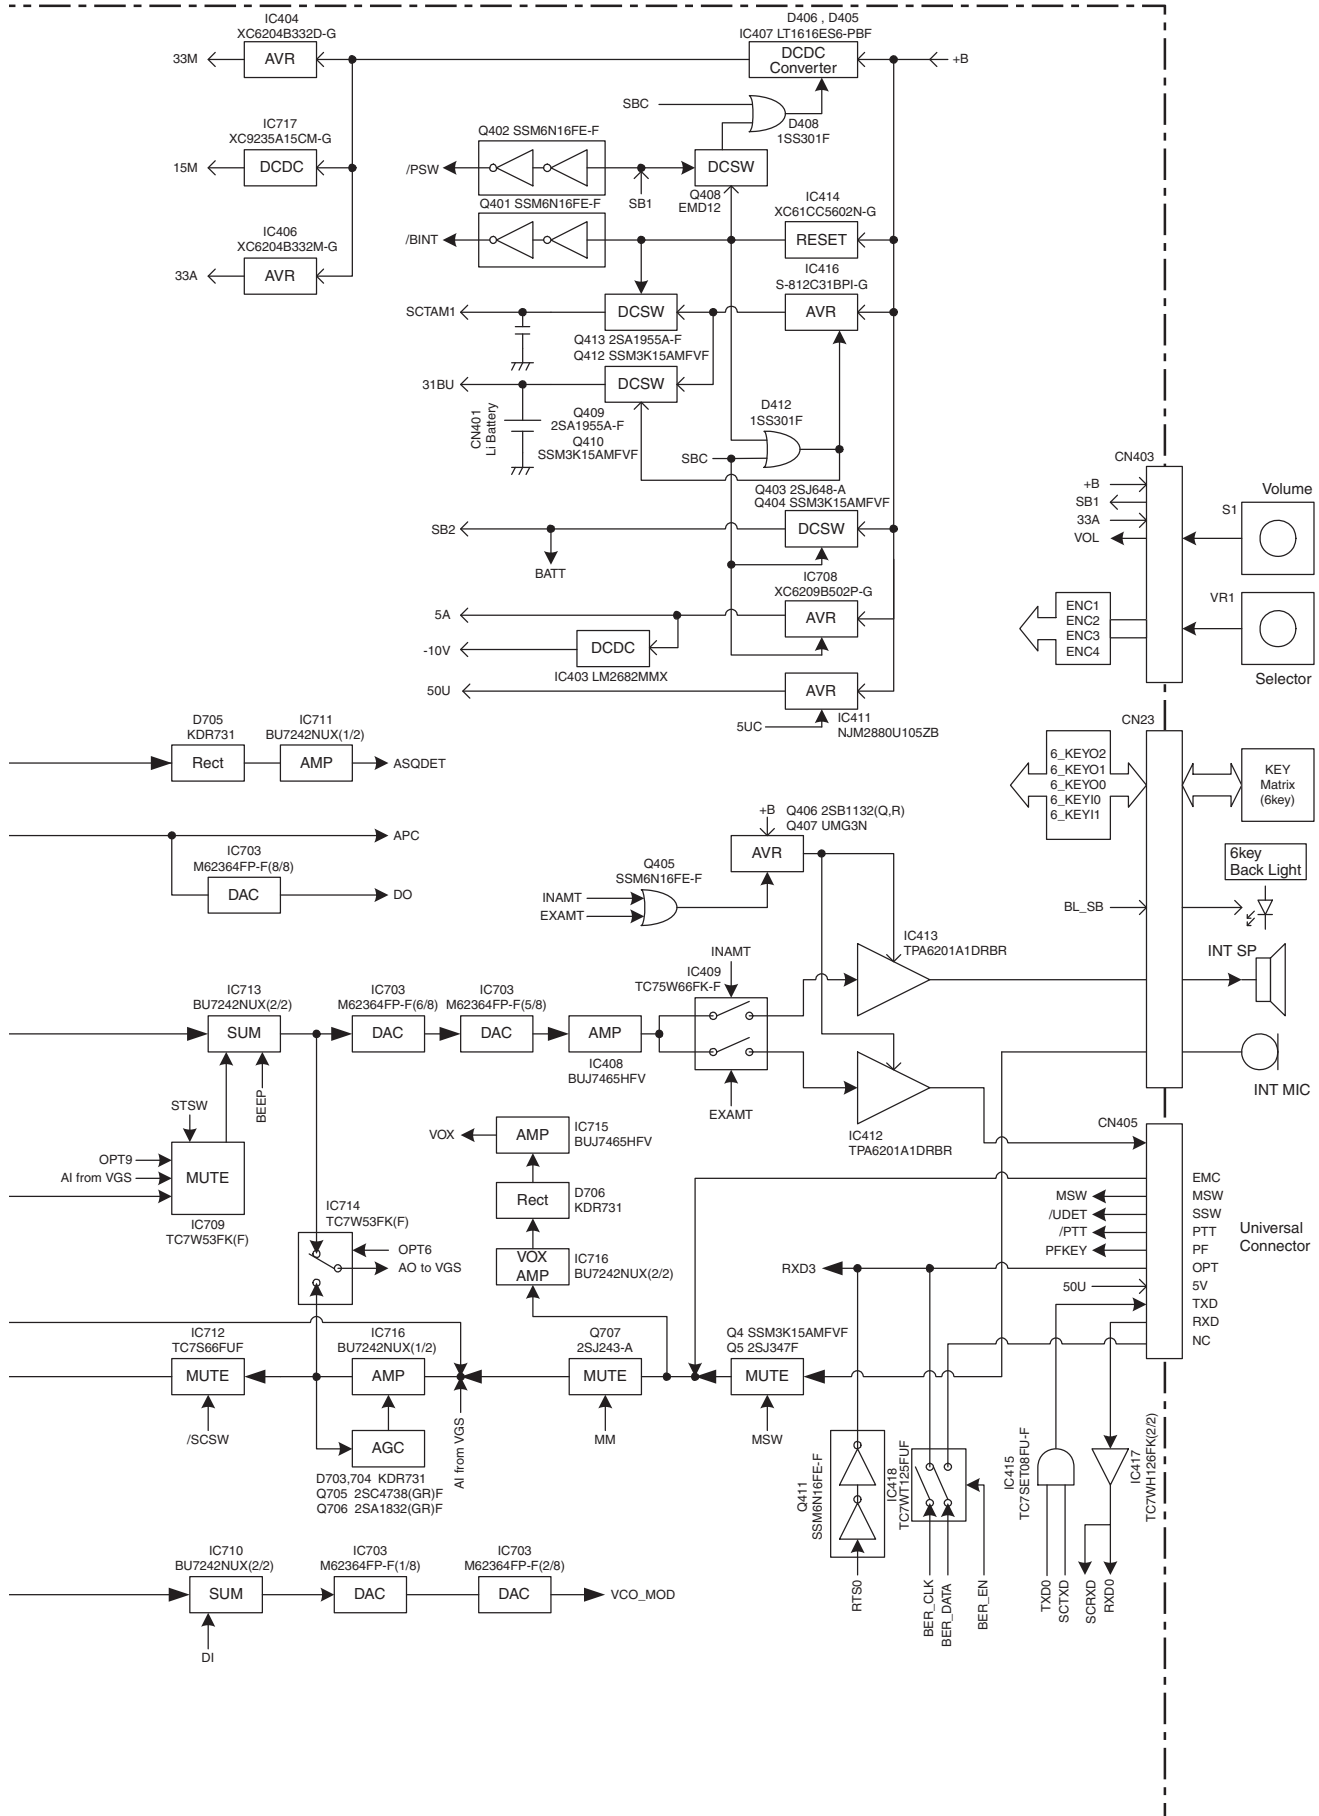 IC404
XC6204B332D-G
33M
AVR
D406 , D405
IC407 LT1616ES6-PBF
DCDC
Converter
+B
SBC
D408
1SS301F
IC717
XC9235A15CM-G
15M
DCDC
Q402 SSM6N16FE-F
/PSW
SB1
DCSW
Q408
EMD12
Q401 SSM6N16FE-F
/BINT
IC414
XC61CC5602N-G
RESET
IC406
XC6204B332M-G
33A
AVR
IC416
S-812C31BPI-G
AVR
SCTAM1
DCSW
Q413 2SA1955A-F
Q412 SSM3K15AMFVF
31BU
DCSW
CN401
Li Battery
Q409
2SA1955A-F
Q410
SSM3K15AMFVF
D412
1SS301F
SBC
Q403 2SJ648-A
Q404 SSM3K15AMFVF
SB2
DCSW
BATT
IC708
XC6209B502P-G
5A
AVR
-10V
DCDC
IC403 LM2682MMX
50U
AVR
5UC
IC411
NJM2880U105ZB
CN403
+B
SB1
33A
VOL
Volume
S1
ENC1
ENC2
ENC3
ENC4
VR1
Selector
CN23
6_KEYO2
6_KEYO1
6_KEYO0
6_KEYI0
6_KEYI1
KEY
Matrix
(6key)
6key
Back Light
BL_SB
INT SP
INT MIC
D705
KDR731
Rect
IC711
BU7242NUX(1/2)
AMP
ASQDET
APC
IC703
M62364FP-F(8/8)
DAC
DO
+B
Q406 2SB1132(Q,R)
Q407 UMG3N
AVR
Q405
SSM6N16FE-F
INAMT
EXAMT
IC413
TPA6201A1DRBR
INAMT
IC409
TC75W66FK-F
IC713
BU7242NUX(2/2)
SUM
IC703
M62364FP-F(6/8)
DAC
IC703
M62364FP-F(5/8)
DAC
AMP
IC408
BUJ7465HFV
EXAMT
IC412
TPA6201A1DRBR
BEEP
STSW
OPT9
AI from VGS
MUTE
IC709
TC7W53FK(F)
VOX
AMP
IC715
BUJ7465HFV
Rect
D706
KDR731
VOX
AMP
IC716
BU7242NUX(2/2)
IC714
TC7W53FK(F)
OPT6
AO to VGS
CN405
EMC
MSW
MSW
/UDET
SSW
/PTT
PTT
PFKEY
PF
RXD3
OPT
50U
5V
TXD
RXD
NC
Universal
Connector
IC712
TC7S66FUF
MUTE
/SCSW
IC716
BU7242NUX(1/2)
AMP
AGC
D703,704 KDR731
Q705 2SC4738(GR)F
Q706 2SA1832(GR)F
AI from VGS
Q707
2SJ243-A
MUTE
MM
Q4 SSM3K15AMFVF
Q5 2SJ347F
MUTE
MSW
Q411
SSM6N16FE-F
RTS0
IC418
TC7WT125FUF
BER_CLK
BER_DATA
BER_EN
IC415
TC7SET08FU-F
TXD0
SCTXD
IC417
TC7WH126FK(2/2)
SCRXD
RXD0
IC710
BU7242NUX(2/2)
SUM
DI
IC703
M62364FP-F(1/8)
DAC
IC703
M62364FP-F(2/8)
DAC
VCO_MOD